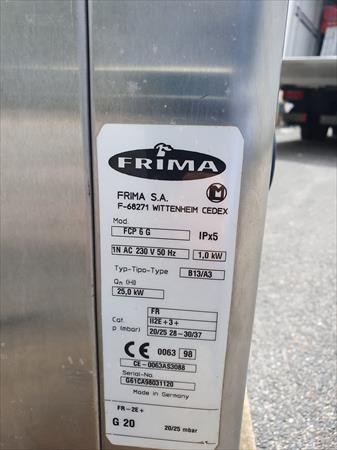 FRIMA
FRIMA S.A.
F-68271 WITTENHEIM CEDEX
M
Mod.
FCP 6 G IPx5
1N AC 230 V 50 Hz 1,0 kW
Typ-Tipo-Type B13/A3
Qn (Hi)
25,0 kW
FR
Cat. II2E+3+
p (mbar) 20/25 28-30/37
CE 0063 98
CE-0063AS3088
Serial-No.
G61CA98031120
Made in Germany
FR-2E+
G 20 20/25 mbar